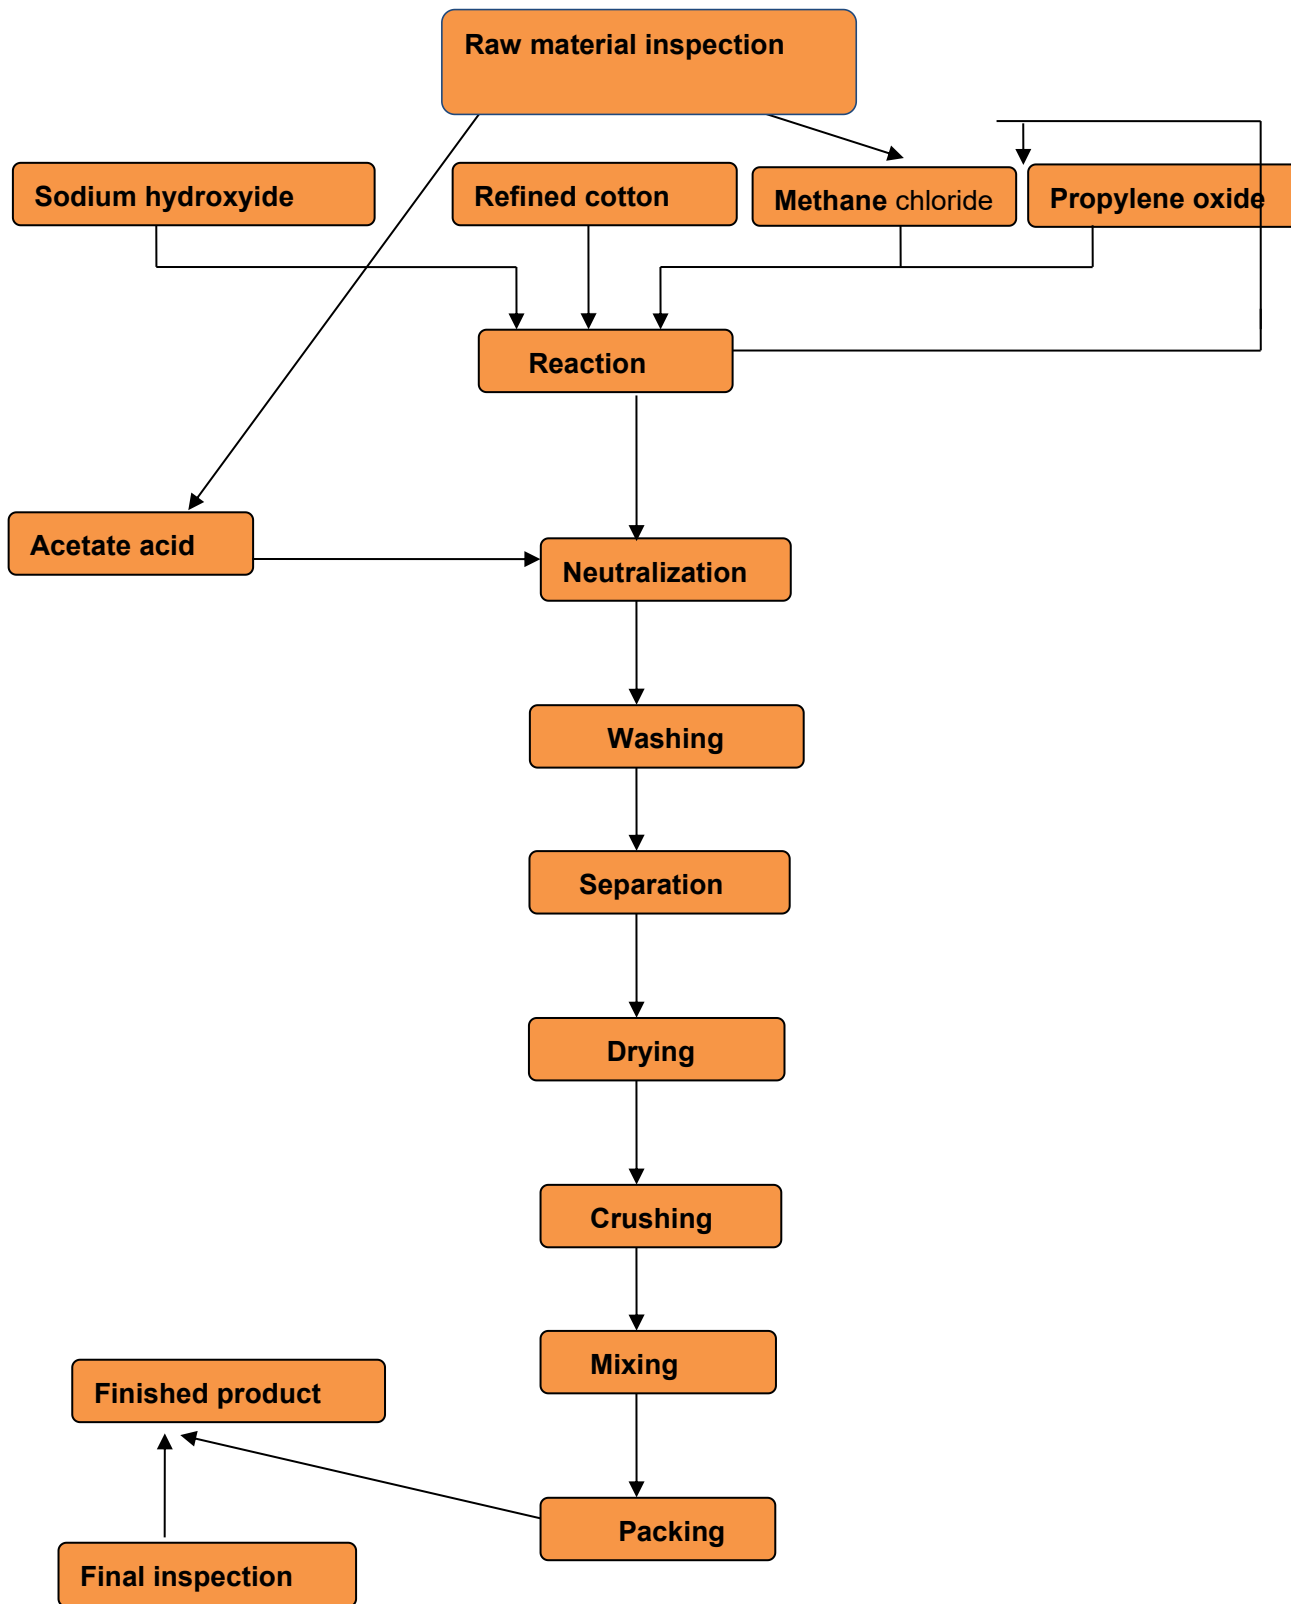 Raw material inspection
Sodium hydroxyide
Refined cotton
Methane chloride
Propylene oxide
Reaction
Acetate acid
Neutralization
Washing
Separation
Drying
Crushing
Mixing
Finished product
Packing
Final inspection